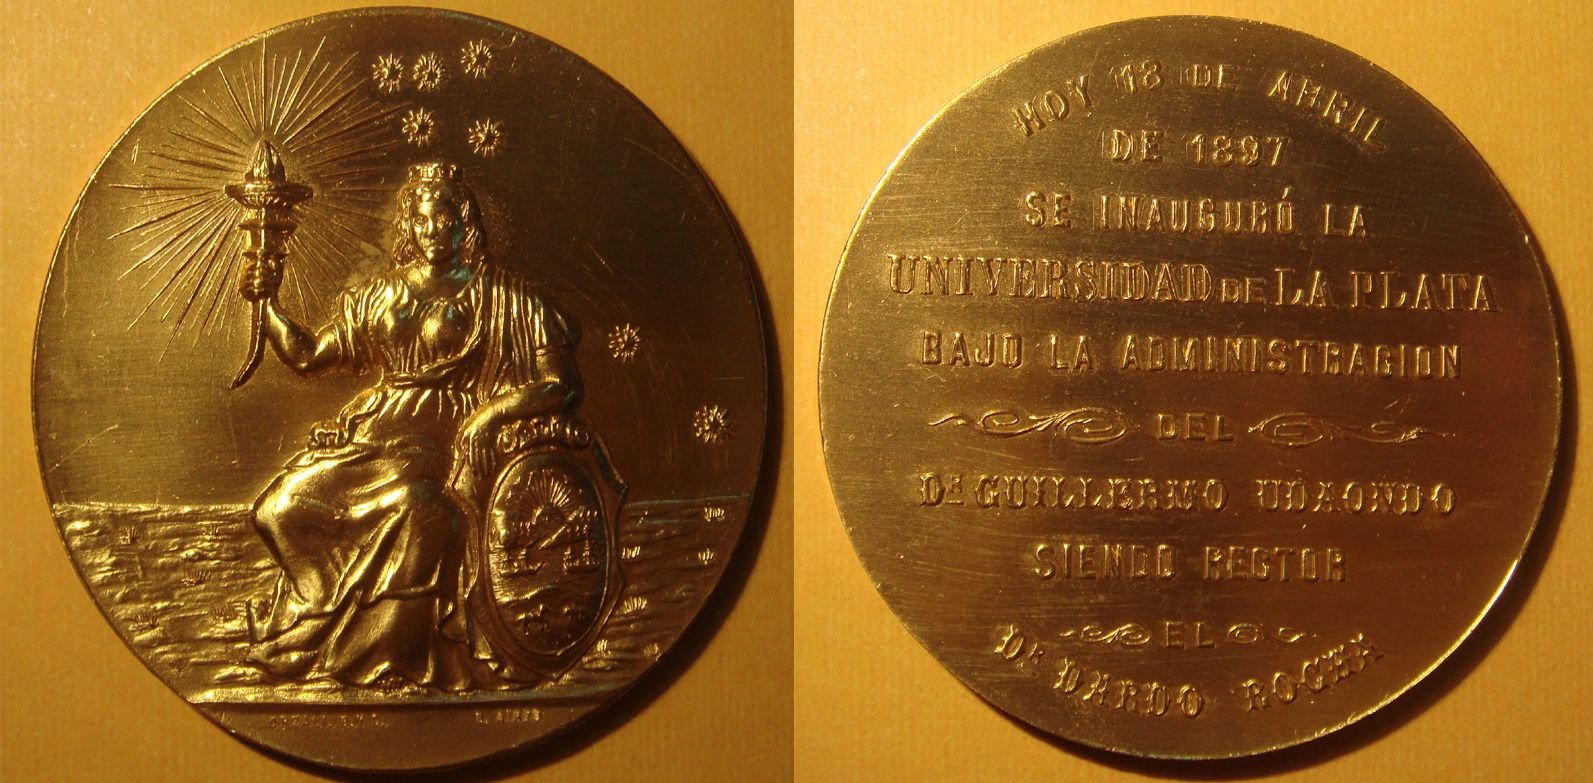 HOY 18 DE ABRIL
DE 1897
SE INAUGURÓ LA
UNIVERSIDAD DE LA PLATA
BAJO LA ADMINISTRACION
DEL
DR GUILLERMO UDAONDO
SIENDO RECTOR
EL
DR DARDO ROCHA